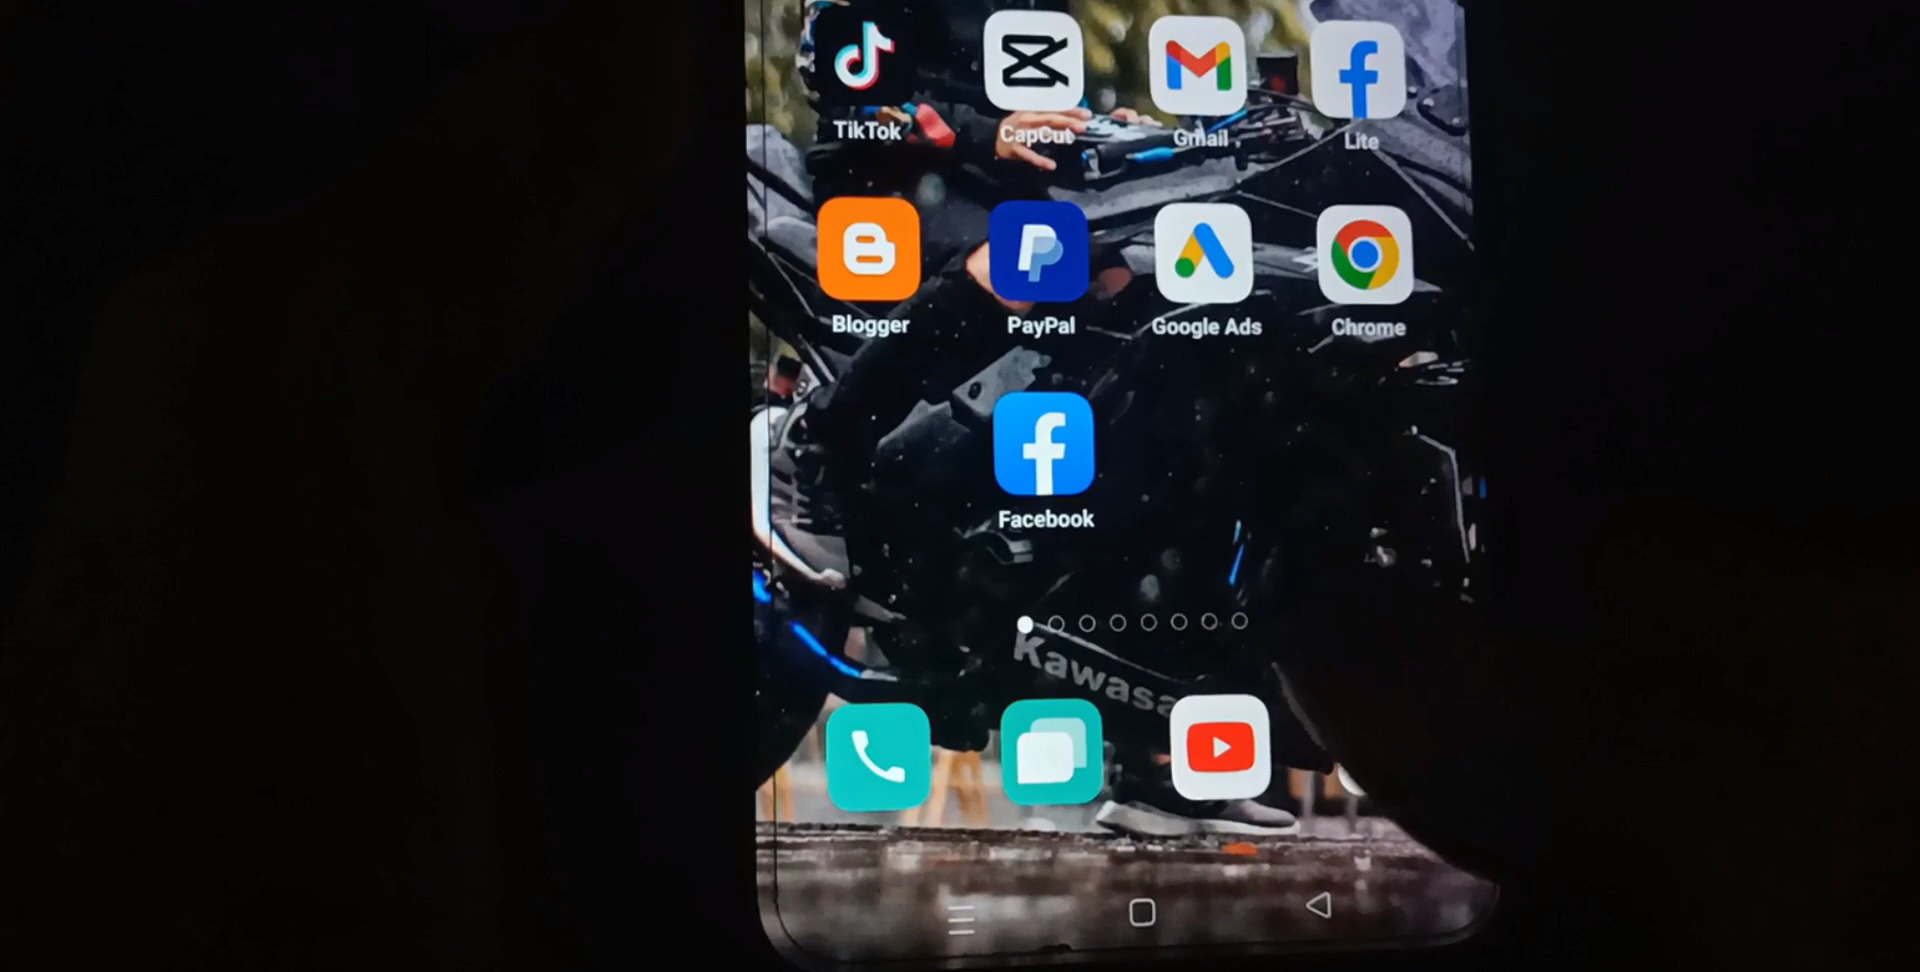 TikTok
CapCut
Gmail
Lite
Blogger
PayPal
Google Ads
Chrome
Facebook
Kawasa